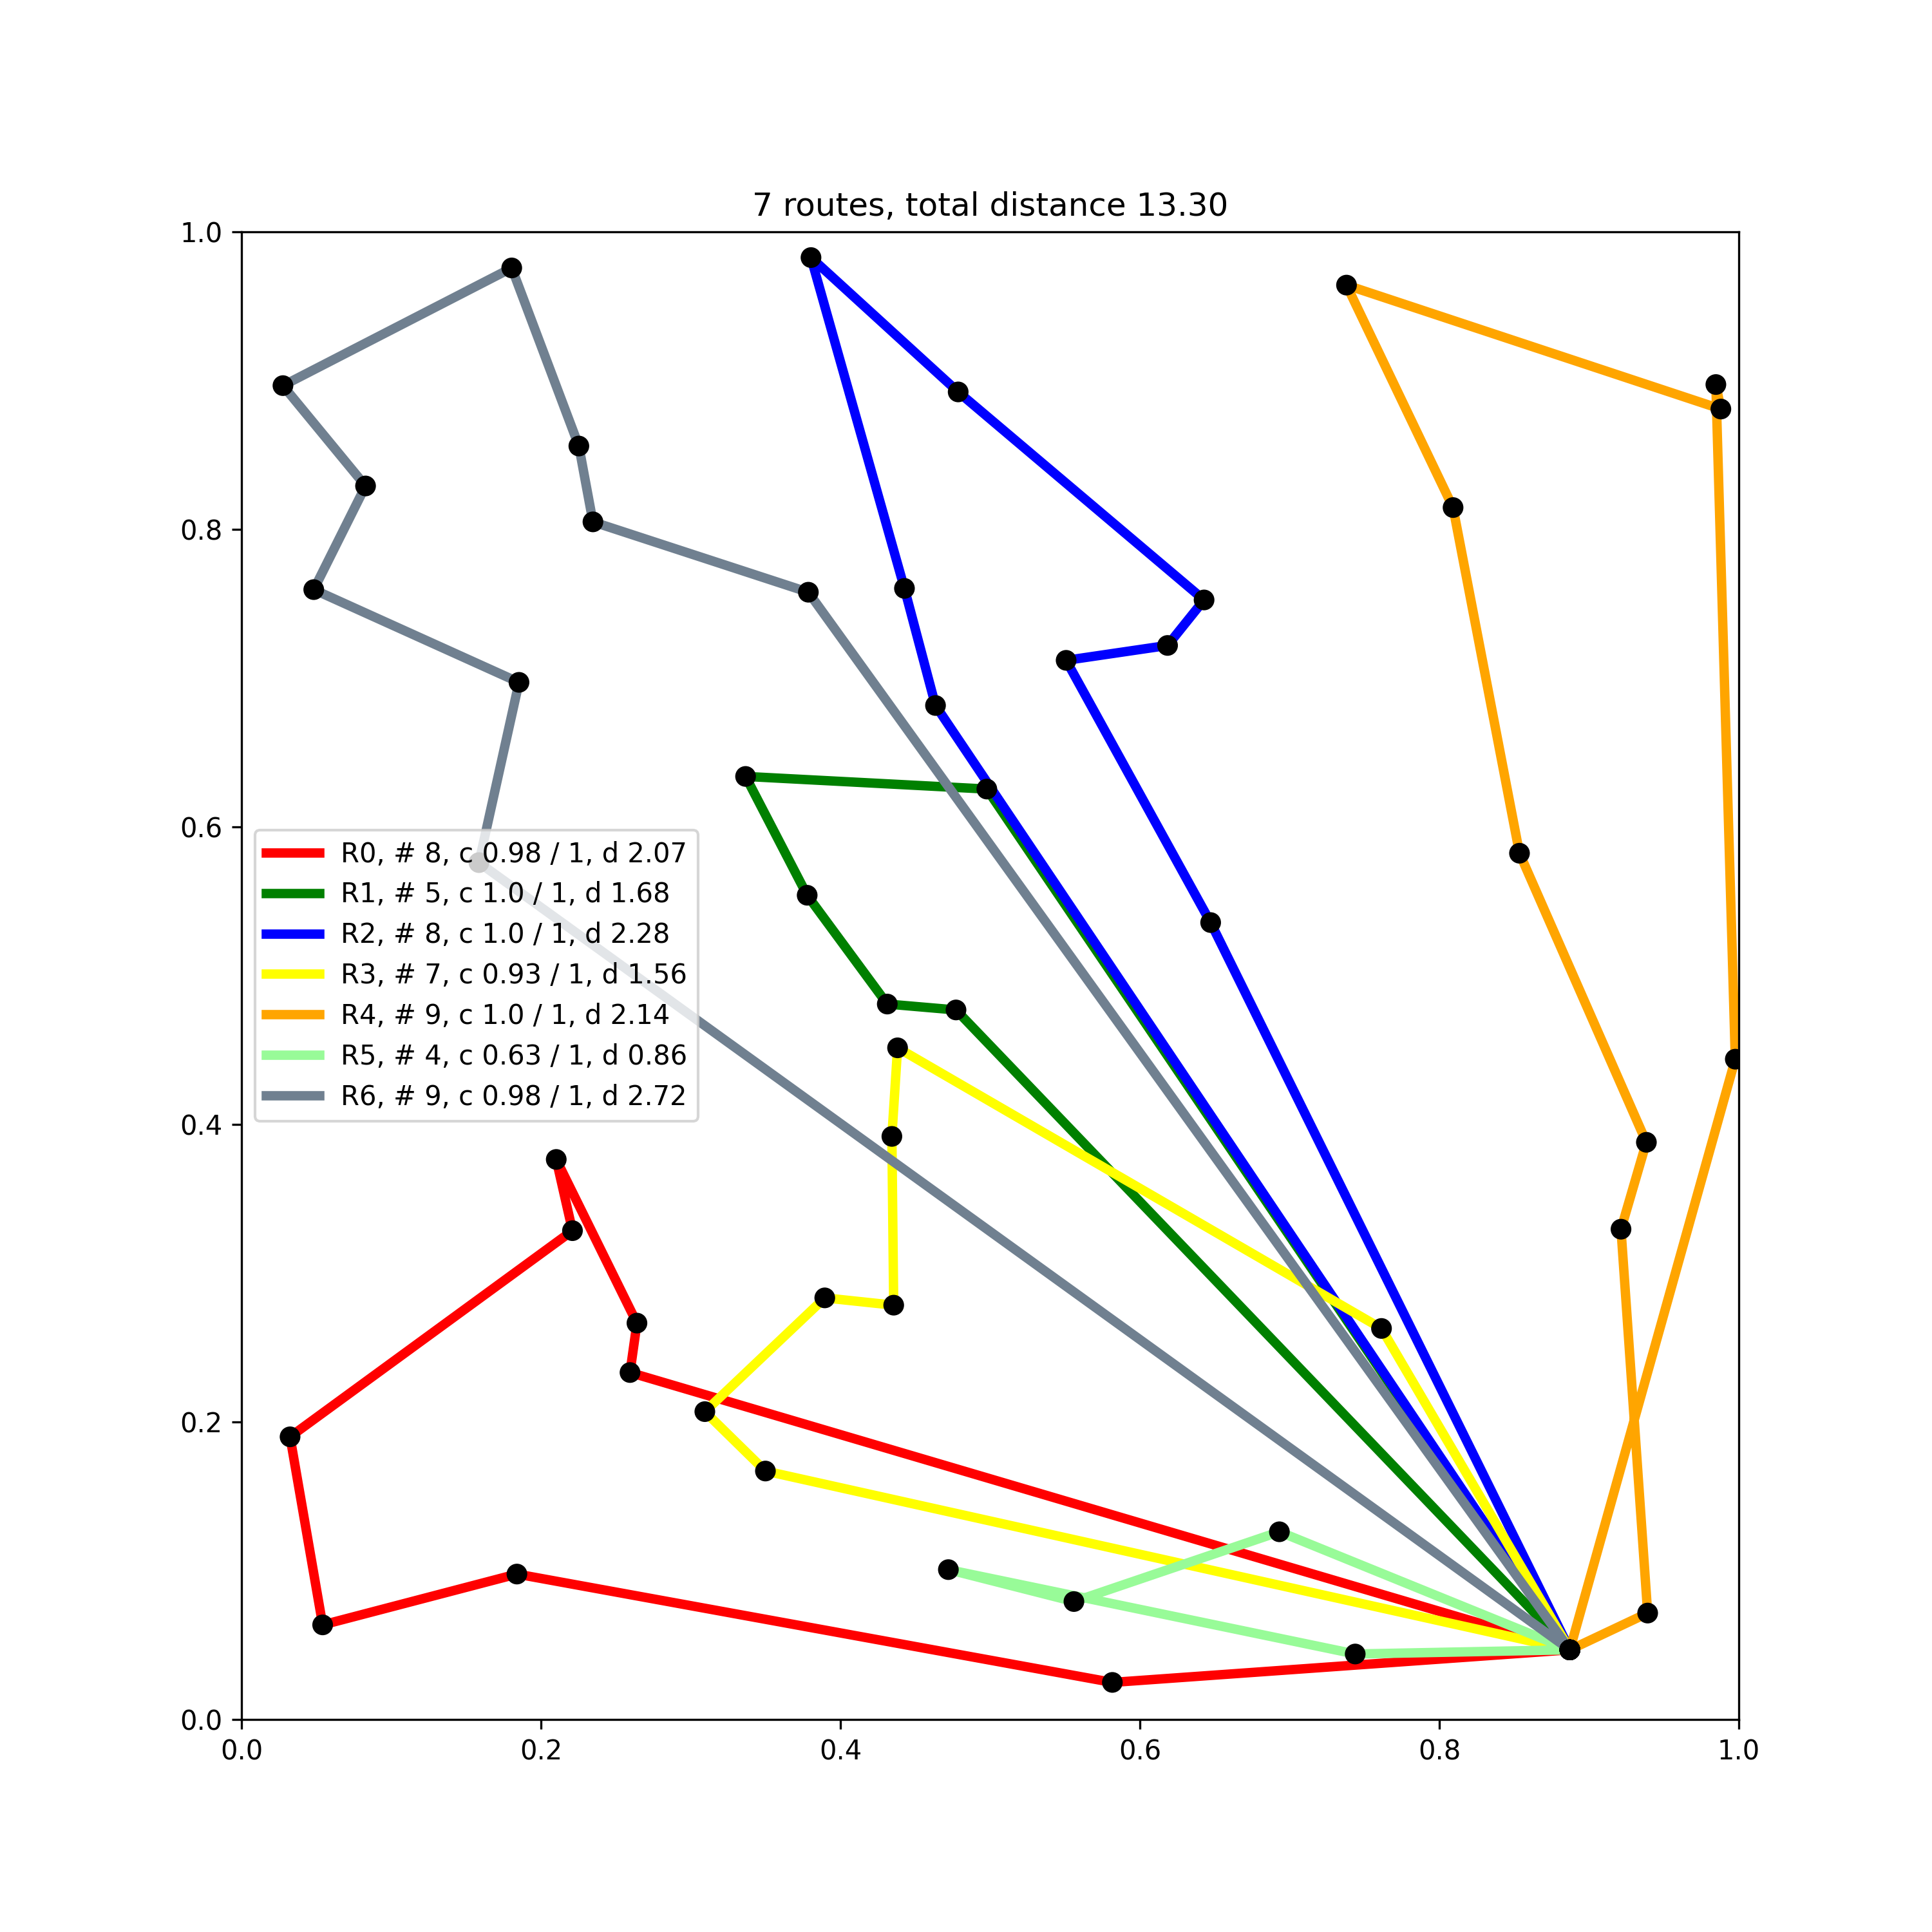 7 routes, total distance 13.30
1.0
0.8
0.6
0.4
0.2
0.0
R0, # 8, c 0.98 / 1, d 2.07
R1, # 5, c 1.0 / 1, d 1.68
R2, # 8, c 1.0 / 1, d 2.28
R3, # 7, c 0.93 / 1, d 1.56
R4, # 9, c 1.0 / 1, d 2.14
R5, # 4, c 0.63 / 1, d 0.86
R6, # 9, c 0.98 / 1, d 2.72
0.0 0.2 0.4 0.6 0.8 1.0